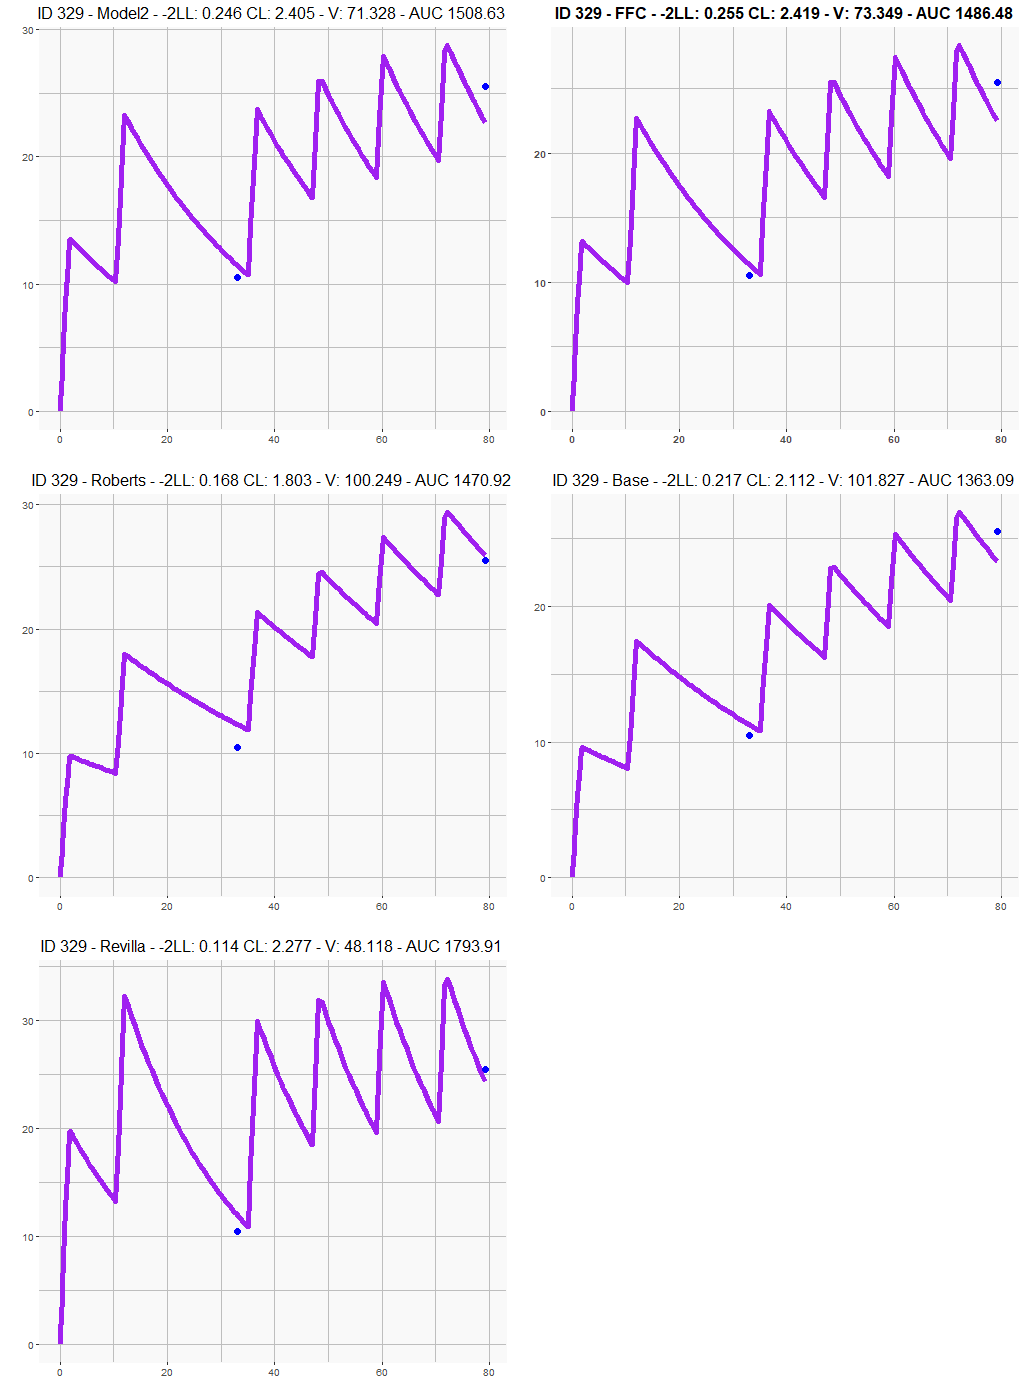 ID 329 - Model2 - -2LL: 0.246 CL: 2.405 - V: 71.328 - AUC 1508.63
30
20
10
0
0 20 40 60 80
ID 329 - FFC - -2LL: 0.255 CL: 2.419 - V: 73.349 - AUC 1486.48
20
10
0
0 20 40 60 80
ID 329 - Roberts - -2LL: 0.168 CL: 1.803 - V: 100.249 - AUC 1470.92
30
20
10
0
0 20 40 60 80
ID 329 - Base - -2LL: 0.217 CL: 2.112 - V: 101.827 - AUC 1363.09
20
10
0
0 20 40 60 80
ID 329 - Revilla - -2LL: 0.114 CL: 2.277 - V: 48.118 - AUC 1793.91
30
20
10
0
0 20 40 60 80